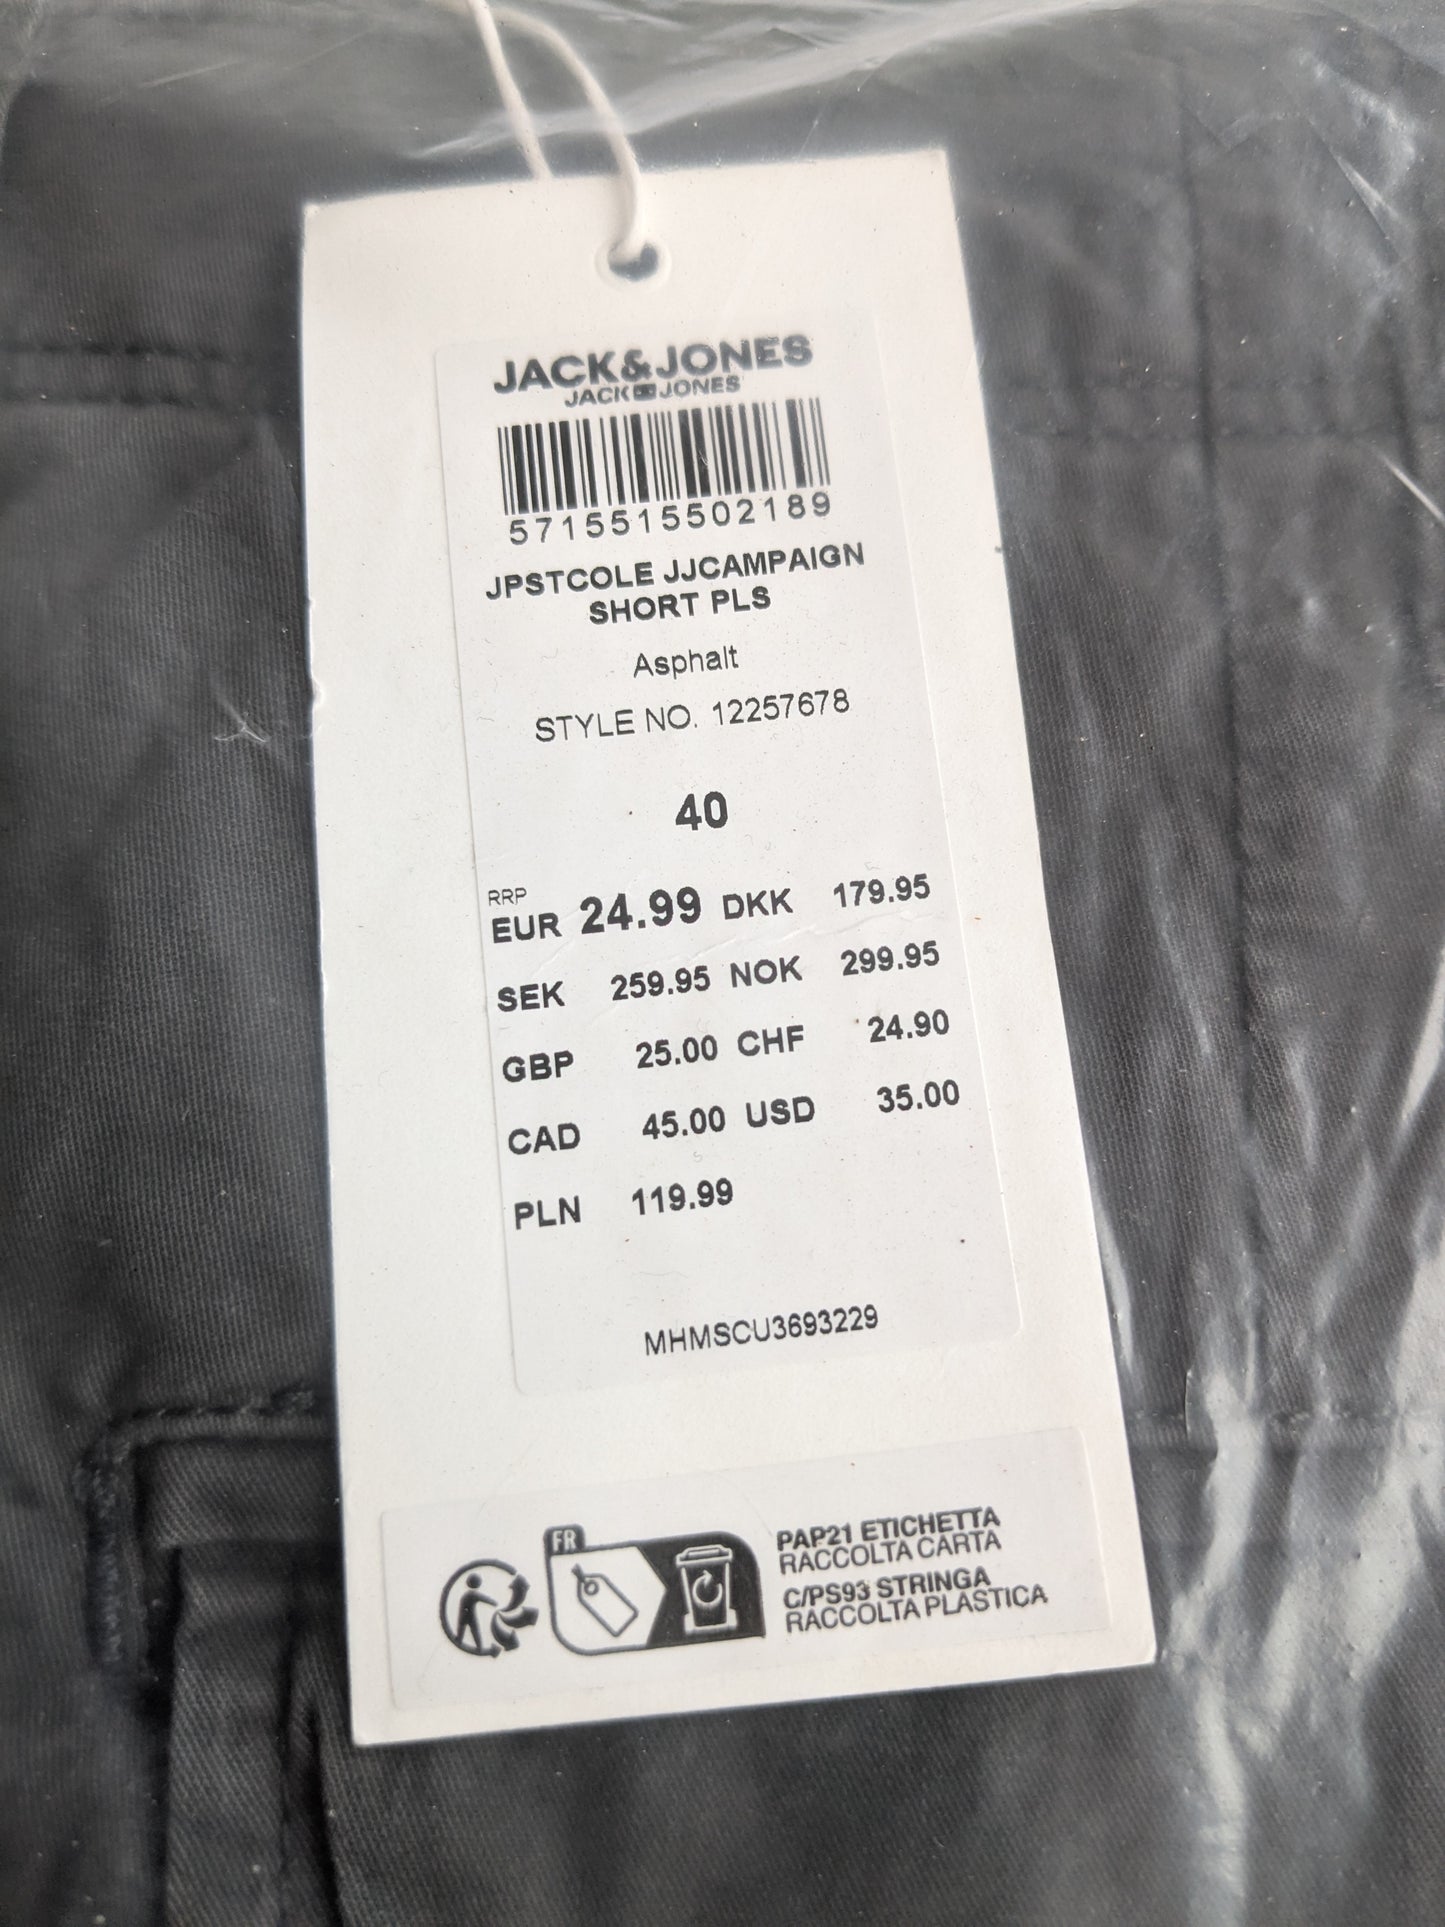 JACK&JONES
JACK JONES
5715515502189
JPSTCOLE JJCAMPAIGN
SHORT PLS
Asphalt
STYLE NO. 12257678
40
RRP
EUR 24.99 DKK 179.95
SEK 259.95 NOK 299.95
GBP 25.00 CHF 24.90
CAD 45.00 USD 35.00
PLN 119.99
MHMSCU3693229
FR
PAP21 ETICHETTA
RACCOLTA CARTA
C/PS93 STRINGA
RACCOLTA PLASTICA